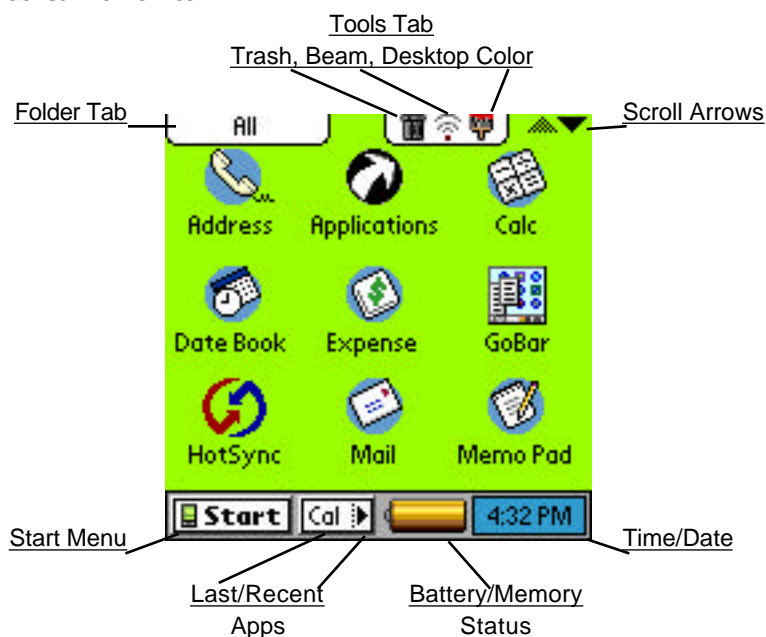 Tools Tab
Trash, Beam, Desktop Color
Folder Tab
Scroll Arrows
All
Address Applications Calc
Date Book Expense GoBar
HotSync Mail Memo Pad
Start Cal 4:32 PM
Start Menu
Time/Date
Last/Recent
Apps
Battery/Memory
Status